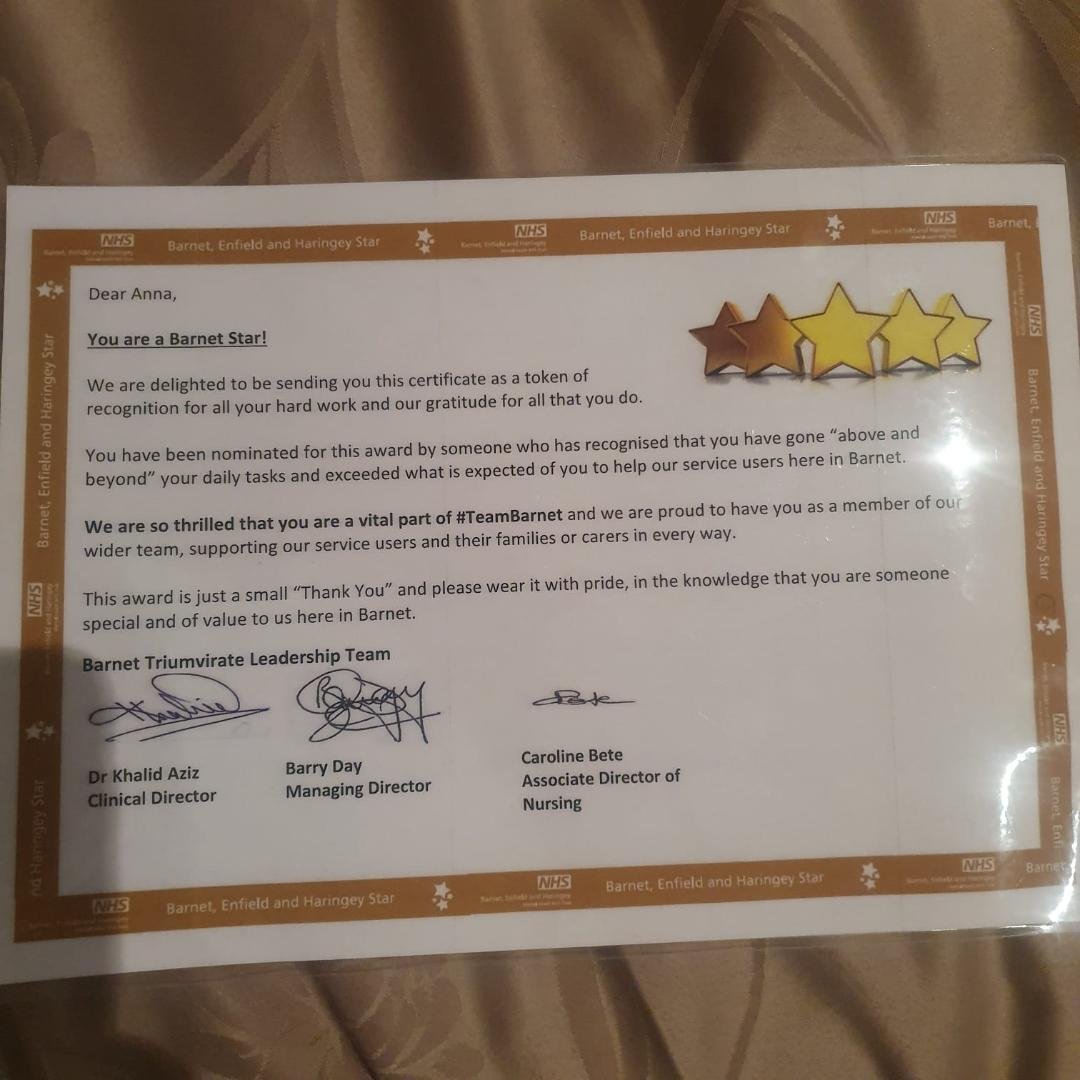 NHS
Barnet, Enfield and Haringey Star
NHS
Barnet, Enfield and Haringey Star
NHS
Barnet,
Dear Anna,
You are a Barnet Star!
We are delighted to be sending you this certificate as a token of
recognition for all your hard work and our gratitude for all that you do.
You have been nominated for this award by someone who has recognised that you have gone “above and
beyond” your daily tasks and exceeded what is expected of you to help our service users here in Barnet.
We are so thrilled that you are a vital part of #TeamBarnet and we are proud to have you as a member of our
wider team, supporting our service users and their families or carers in every way.
This award is just a small “Thank You” and please wear it with pride, in the knowledge that you are someone
special and of value to us here in Barnet.
Barnet Triumvirate Leadership Team
Dr Khalid Aziz
Clinical Director
Barry Day
Managing Director
Caroline Bete
Associate Director of
Nursing
Barnet, Enfield and Haringey Star
NHS
nd Haringey Star
NHS
Barnet, Enfield and Haringey Star
NHS
Barnet, Enfi
NHS
Barnet, Enfield and Haringey Star
NHS
Barnet, Enfield and Haringey Star
NHS
Barnet